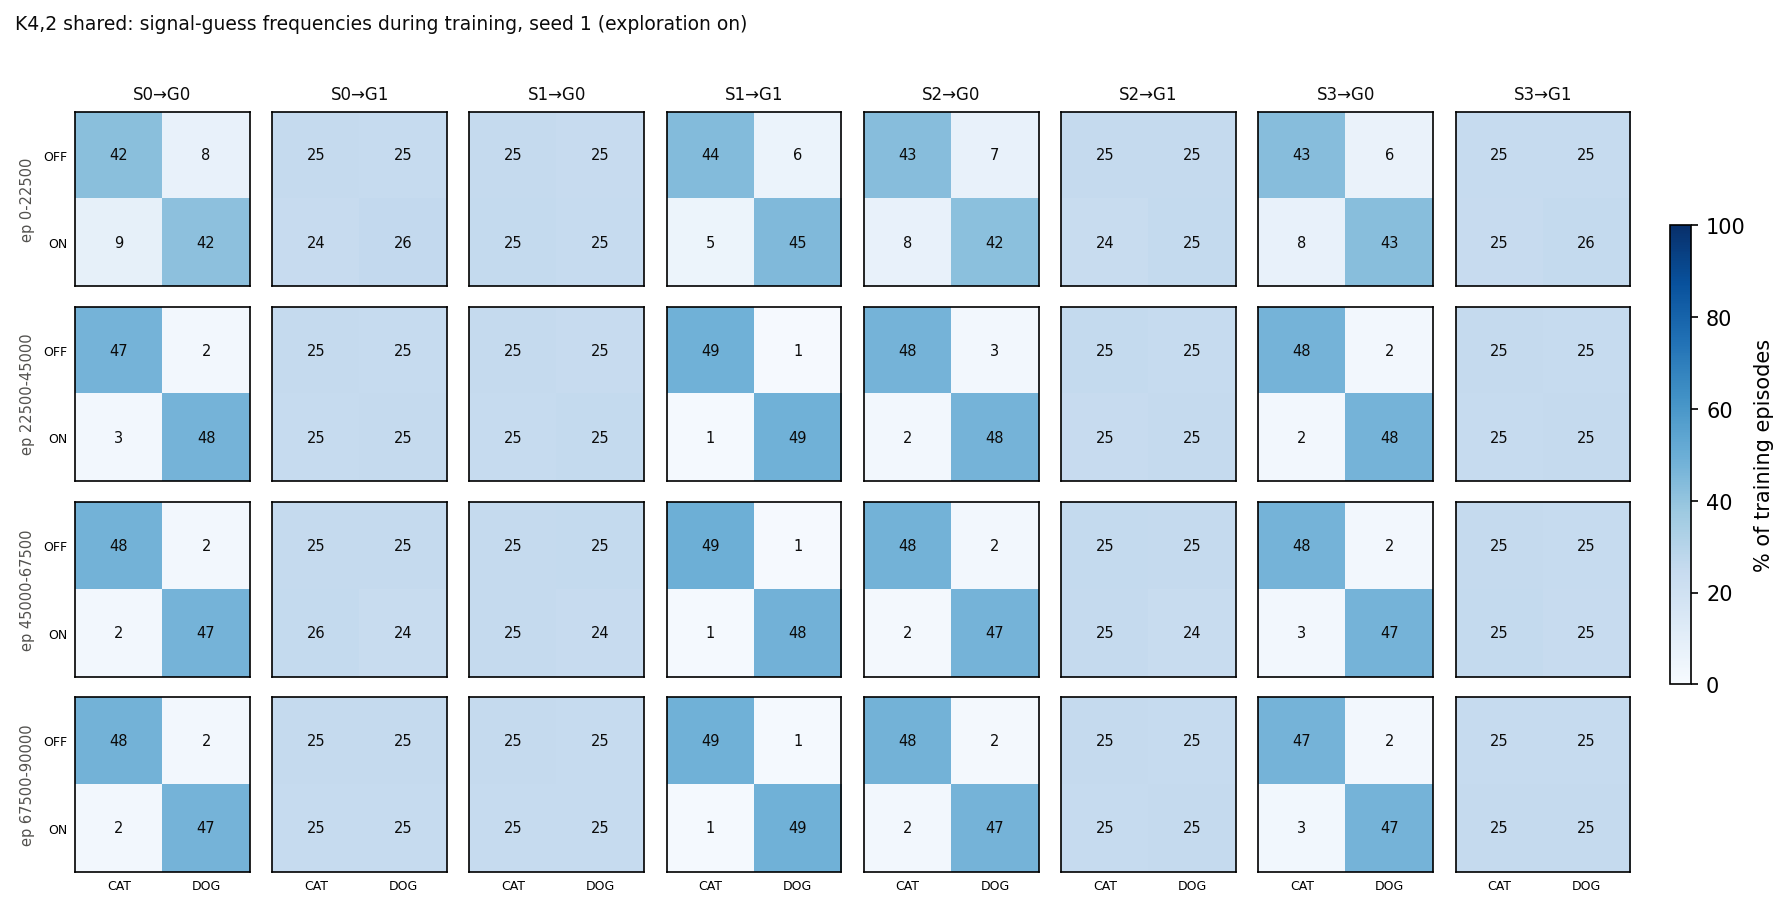 K4,2 shared: signal-guess frequencies during training, seed 1 (exploration on)
S0→G0 S0→G1 S1→G0 S1→G1 S2→G0 S2→G1 S3→G0 S3→G1
ep 0-22500
OFF 42 8 25 25 25 25 44 6 43 7 25 25 43 6 25 25
ON 9 42 24 26 25 25 5 45 8 42 24 25 8 43 25 26
ep 22500-45000
OFF 47 2 25 25 25 25 49 1 48 3 25 25 48 2 25 25
ON 3 48 25 25 25 25 1 49 2 48 25 25 2 48 25 25
ep 45000-67500
OFF 48 2 25 25 25 25 49 1 48 2 25 25 48 2 25 25
ON 2 47 26 24 25 24 1 48 2 47 25 24 3 47 25 25
ep 67500-90000
OFF 48 2 25 25 25 25 49 1 48 2 25 25 47 2 25 25
ON 2 47 25 25 25 25 1 49 2 47 25 25 3 47 25 25
CAT DOG CAT DOG CAT DOG CAT DOG CAT DOG CAT DOG CAT DOG CAT DOG
100
80
60
40
20
0
% of training episodes